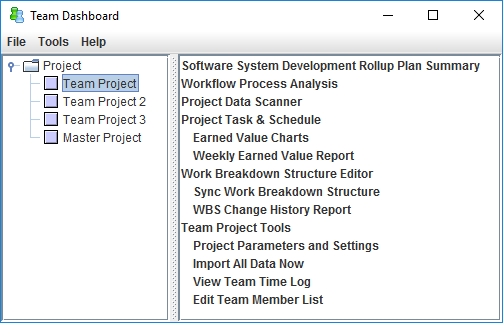 Team Dashboard
File Tools Help
Project
Team Project
Team Project 2
Team Project 3
Master Project
Software System Development Rollup Plan Summary
Workflow Process Analysis
Project Data Scanner
Project Task & Schedule
Earned Value Charts
Weekly Earned Value Report
Work Breakdown Structure Editor
Sync Work Breakdown Structure
WBS Change History Report
Team Project Tools
Project Parameters and Settings
Import All Data Now
View Team Time Log
Edit Team Member List